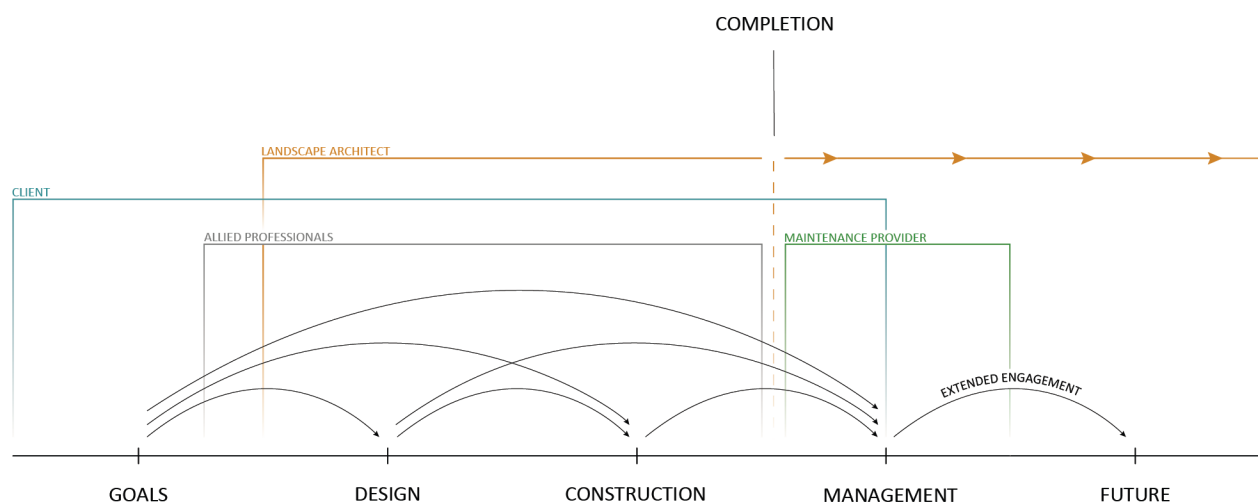 COMPLETION
LANDSCAPE ARCHITECT
CLIENT
ALLIED PROFESSIONALS
MAINTENANCE PROVIDER
EXTENDED ENGAGEMENT
GOALS
DESIGN
CONSTRUCTION
MANAGEMENT
FUTURE